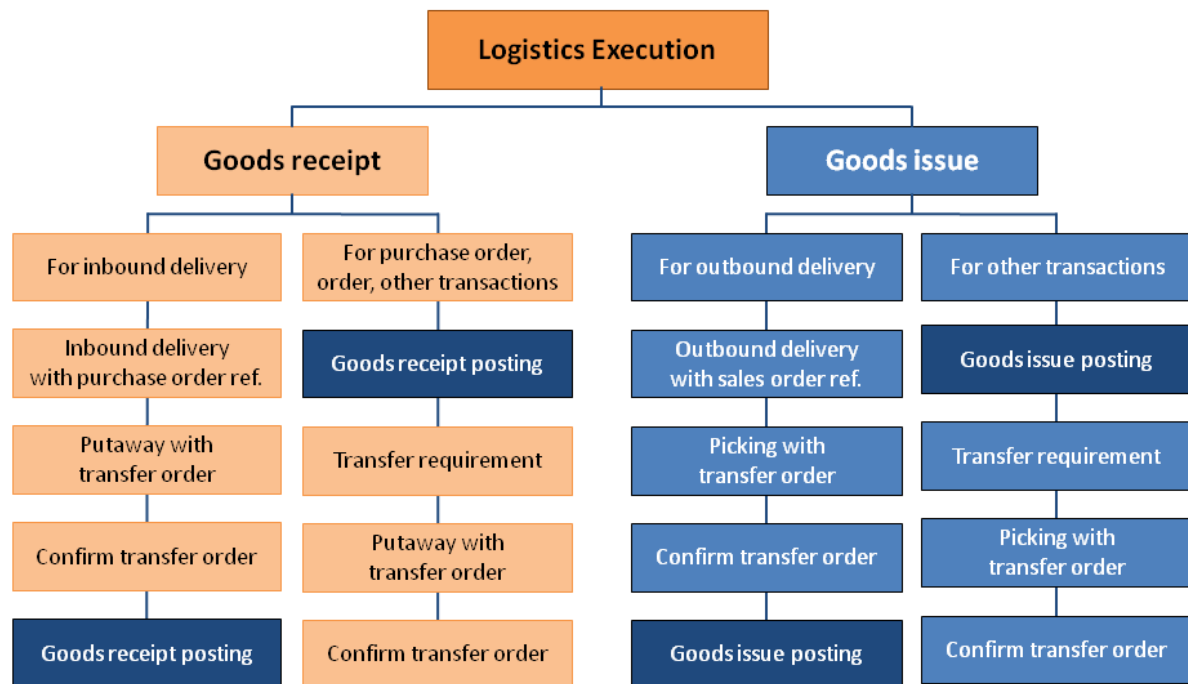 Logistics Execution
Goods receipt
Goods issue
For inbound delivery
For purchase order,
order, other transactions
For outbound delivery
For other transactions
Inbound delivery
with purchase order ref.
Goods receipt posting
Outbound delivery
with sales order ref.
Goods issue posting
Putaway with
transfer order
Transfer requirement
Picking with
transfer order
Transfer requirement
Confirm transfer order
Putaway with
transfer order
Confirm transfer order
Picking with
transfer order
Goods receipt posting
Confirm transfer order
Goods issue posting
Confirm transfer order